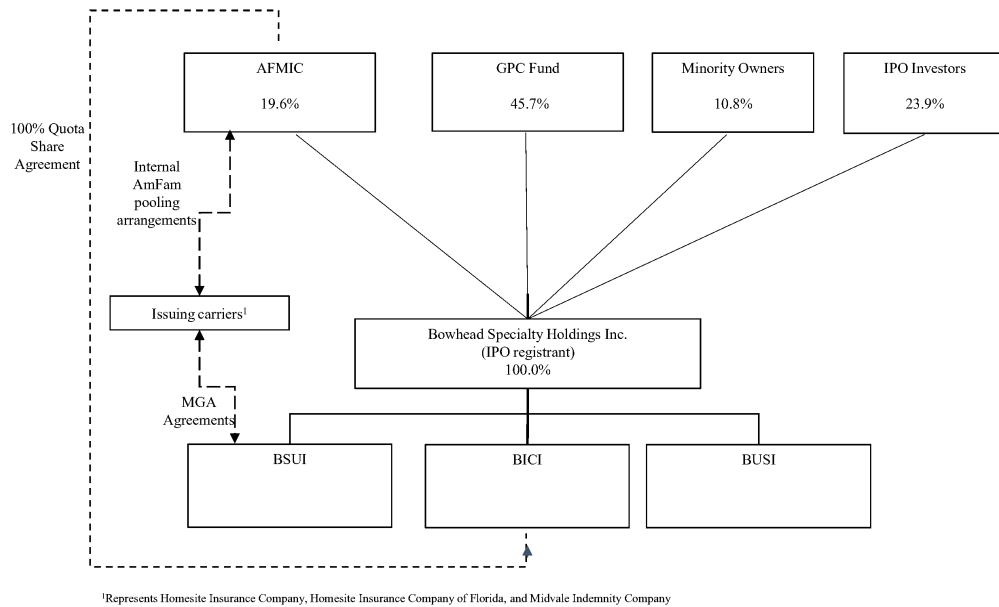 AFMIC
19.6%
GPC Fund
45.7%
Minority Owners
10.8%
IPO Investors
23.9%
100% Quota
Share
Agreement
Internal
AmFam
pooling
arrangements
Issuing carriers¹
Bowhead Specialty Holdings Inc.
(IPO registrant)
100.0%
MGA
Agreements
BSUI
BICI
BUSI
¹Represents Homesite Insurance Company, Homesite Insurance Company of Florida, and Midvale Indemnity Company